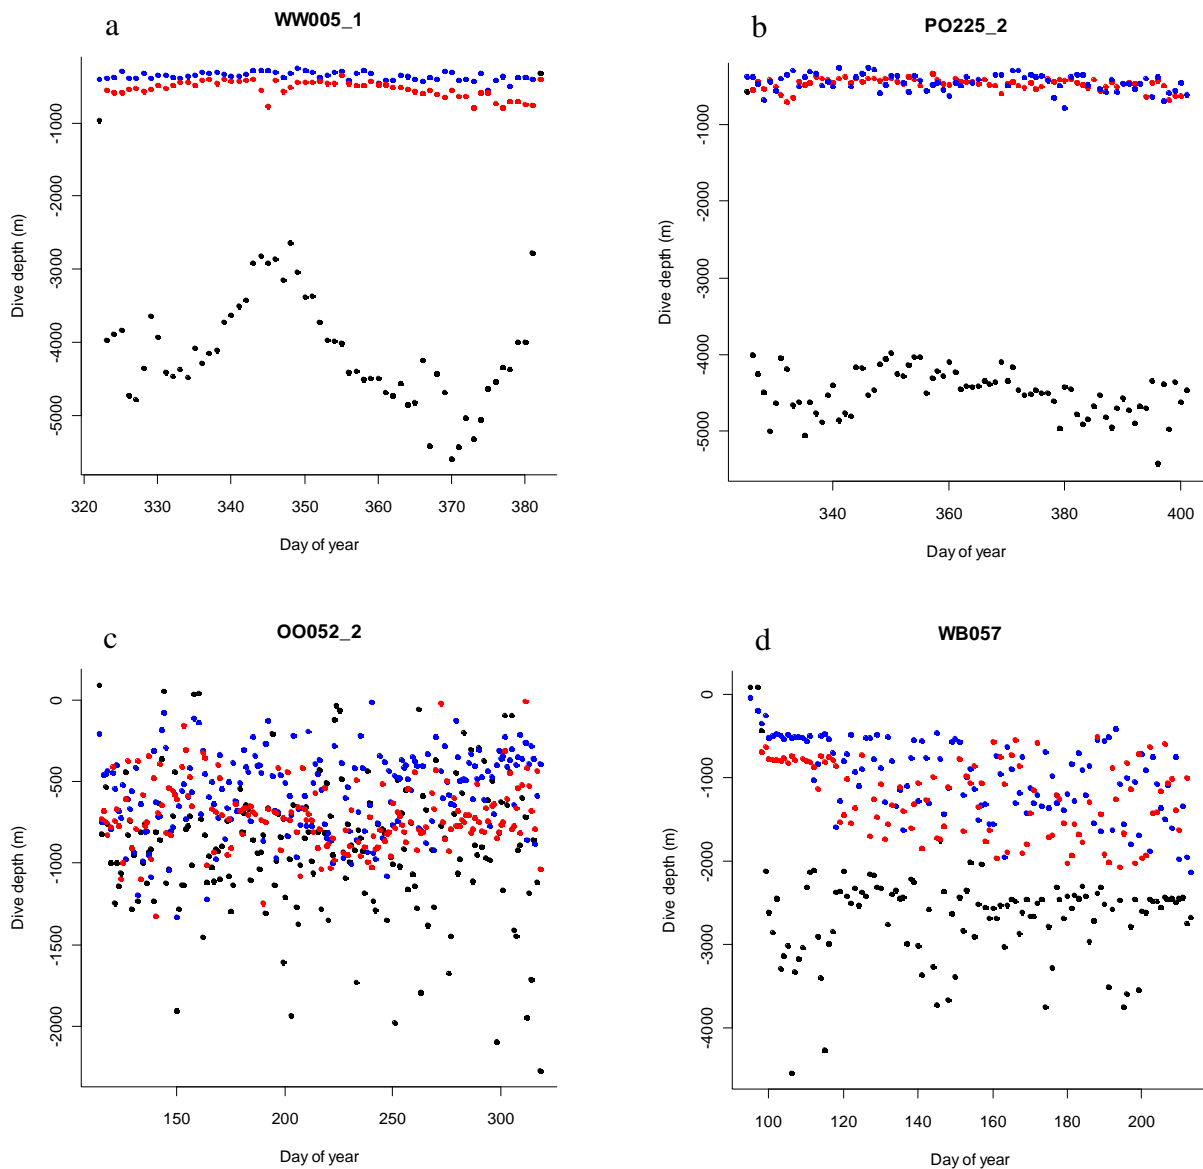 a
WW005_1
Dive depth (m)
-1000
-2000
-3000
-4000
-5000
320
330
340
350
360
370
380
Day of year
b
PO225_2
Dive depth (m)
-1000
-2000
-3000
-4000
-5000
340
360
380
400
Day of year
c
OO052_2
Dive depth (m)
0
-500
-1000
-1500
-2000
150
200
250
300
Day of year
d
WB057
Dive depth (m)
0
-1000
-2000
-3000
-4000
100
120
140
160
180
200
Day of year